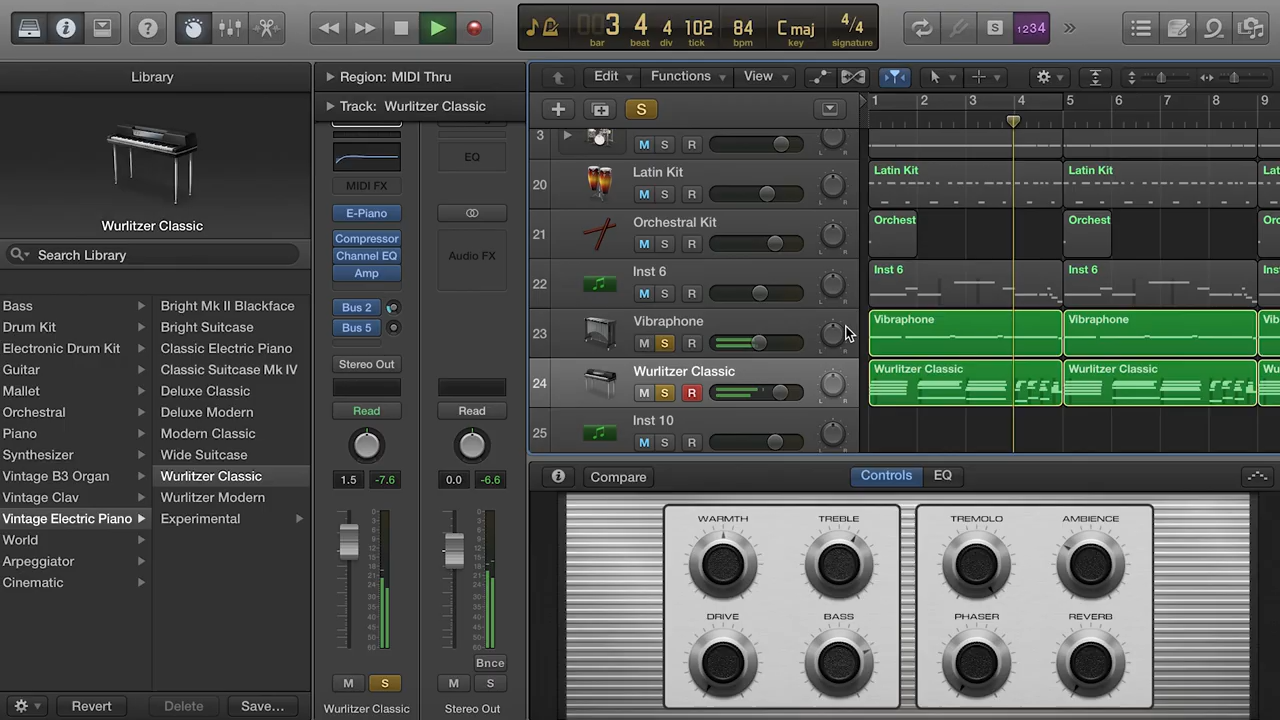 3 4 4 102 84 C maj 4/4
bar beat div tick bpm key signature
S
1234
Library
Region: MIDI Thru
Track: Wurlitzer Classic
Edit
Functions
View
S
1 2 3 4 5 6 7 8 9
Wurlitzer Classic
Search Library
Bass
Drum Kit
Electronic Drum Kit
Guitar
Mallet
Orchestral
Piano
Synthesizer
Vintage B3 Organ
Vintage Clav
Vintage Electric Piano
World
Arpeggiator
Cinematic
Bright Mk II Blackface
Bright Suitcase
Classic Electric Piano
Classic Suitcase Mk IV
Deluxe Classic
Deluxe Modern
Modern Classic
Wide Suitcase
Wurlitzer Classic
Wurlitzer Modern
Experimental
Revert
Delete
Save...
MIDI FX
E-Piano
Compressor
Channel EQ
Amp
Bus 2
Bus 5
Stereo Out
Read
1.5 -7.6
M S
Wurlitzer Classic
EQ
Audio FX
Read
0.0 -6.6
Bnce
M S
Stereo Out
3
M S R
20
Latin Kit
M S R
21
Orchestral Kit
M S R
22
Inst 6
M S R
23
Vibraphone
M S R
24
Wurlitzer Classic
M S R
25
Inst 10
M S R
Latin Kit Latin Kit Lat
Orchest Orchest Orc
Inst 6 Inst 6 Inst
Vibraphone Vibraphone Vib
Wurlitzer Classic Wurlitzer Classic Wu
Compare
Controls
EQ
WARMTH TREBLE TREMOLO AMBIENCE
DRIVE BASS PHASER REVERB